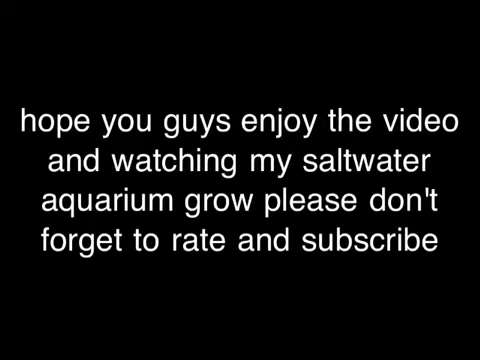 hope you guys enjoy the video
and watching my saltwater
aquarium grow please don't
forget to rate and subscribe